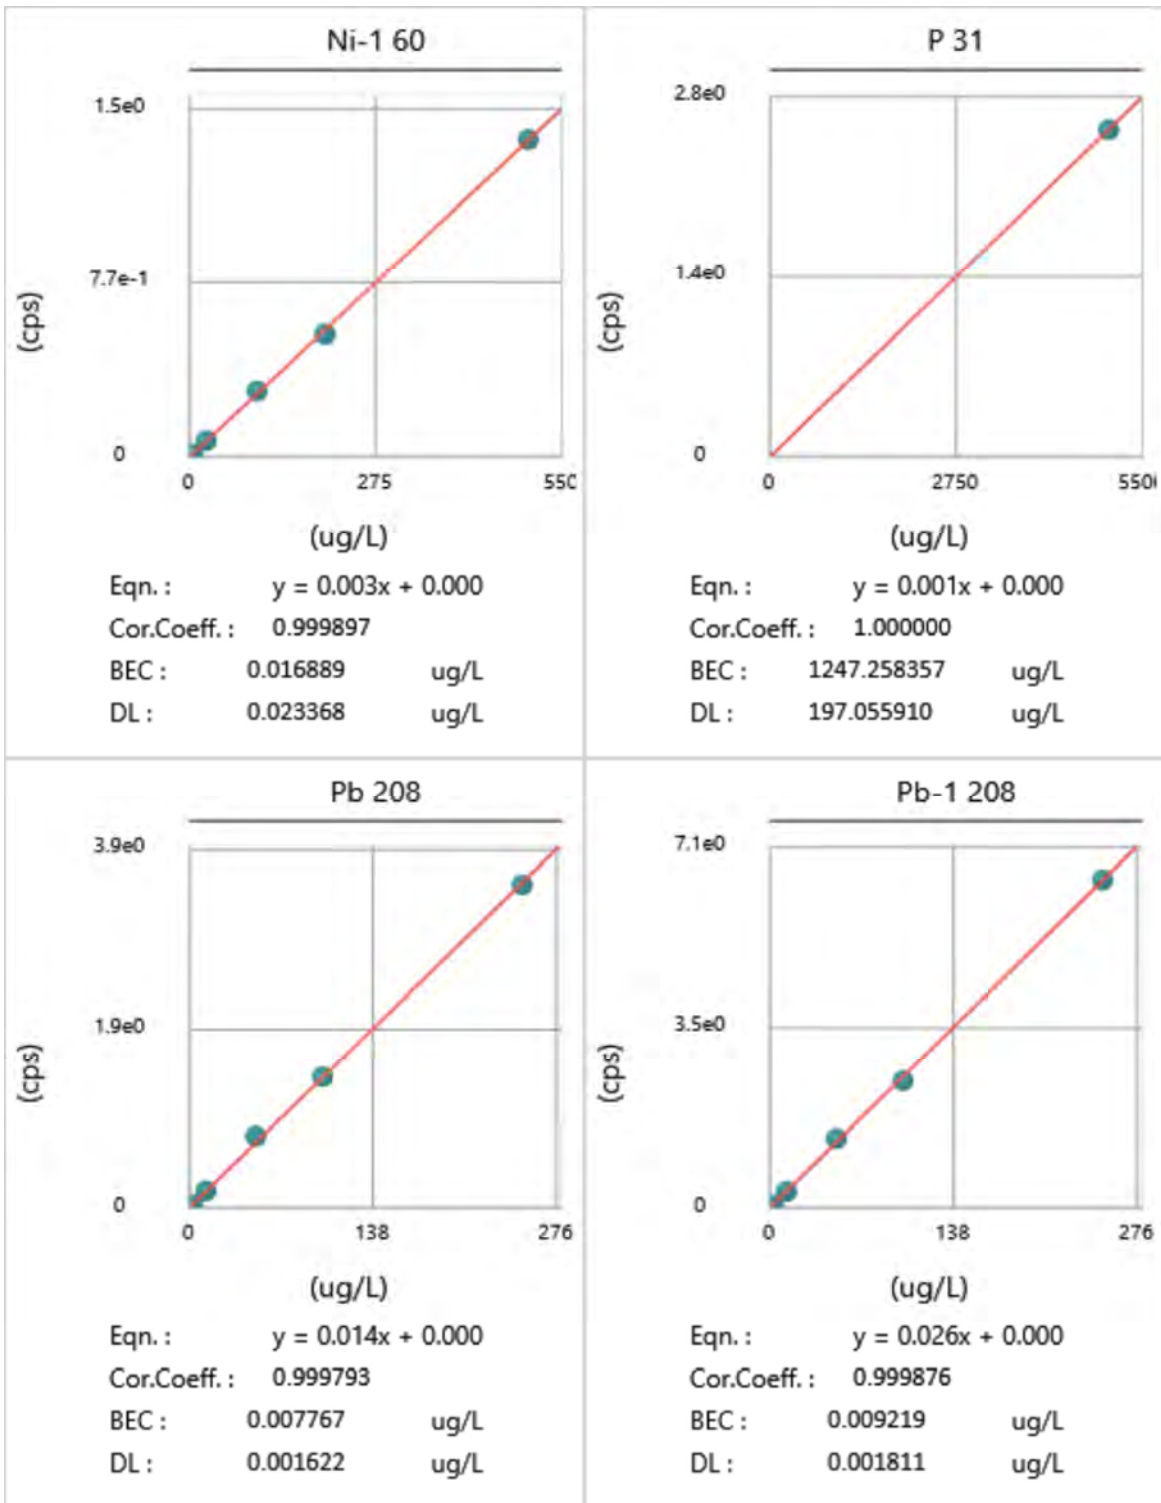 Ni-1 60
1.5e0
7.7e-1
0
(cps)
0 275 550
(ug/L)
Eqn. : y = 0.003x + 0.000
Cor.Coeff. : 0.999897
BEC : 0.016889 ug/L
DL : 0.023368 ug/L
P 31
2.8e0
1.4e0
0
(cps)
0 2750 550
(ug/L)
Eqn. : y = 0.001x + 0.000
Cor.Coeff. : 1.000000
BEC : 1247.258357 ug/L
DL : 197.055910 ug/L
Pb 208
3.9e0
1.9e0
0
(cps)
0 138 276
(ug/L)
Eqn. : y = 0.014x + 0.000
Cor.Coeff. : 0.999793
BEC : 0.007767 ug/L
DL : 0.001622 ug/L
Pb-1 208
7.1e0
3.5e0
0
(cps)
0 138 276
(ug/L)
Eqn. : y = 0.026x + 0.000
Cor.Coeff. : 0.999876
BEC : 0.009219 ug/L
DL : 0.001811 ug/L